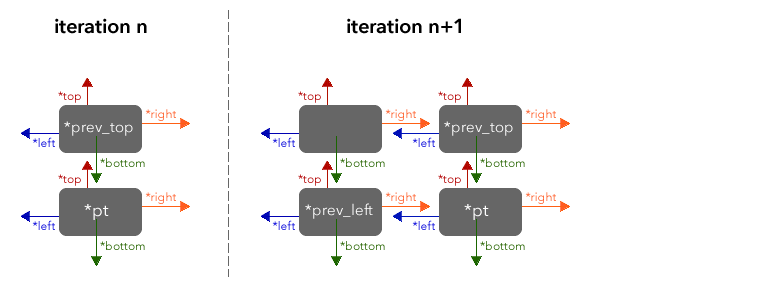 iteration n
iteration n+1
*top
*right
*prev_top
*left
*bottom
*top
*right
*pt
*left
*bottom
*top
*right
*left
*top
*right
*prev_top
*left
*bottom
*top
*right
*prev_left
*left
*bottom
*top
*right
*pt
*left
*bottom